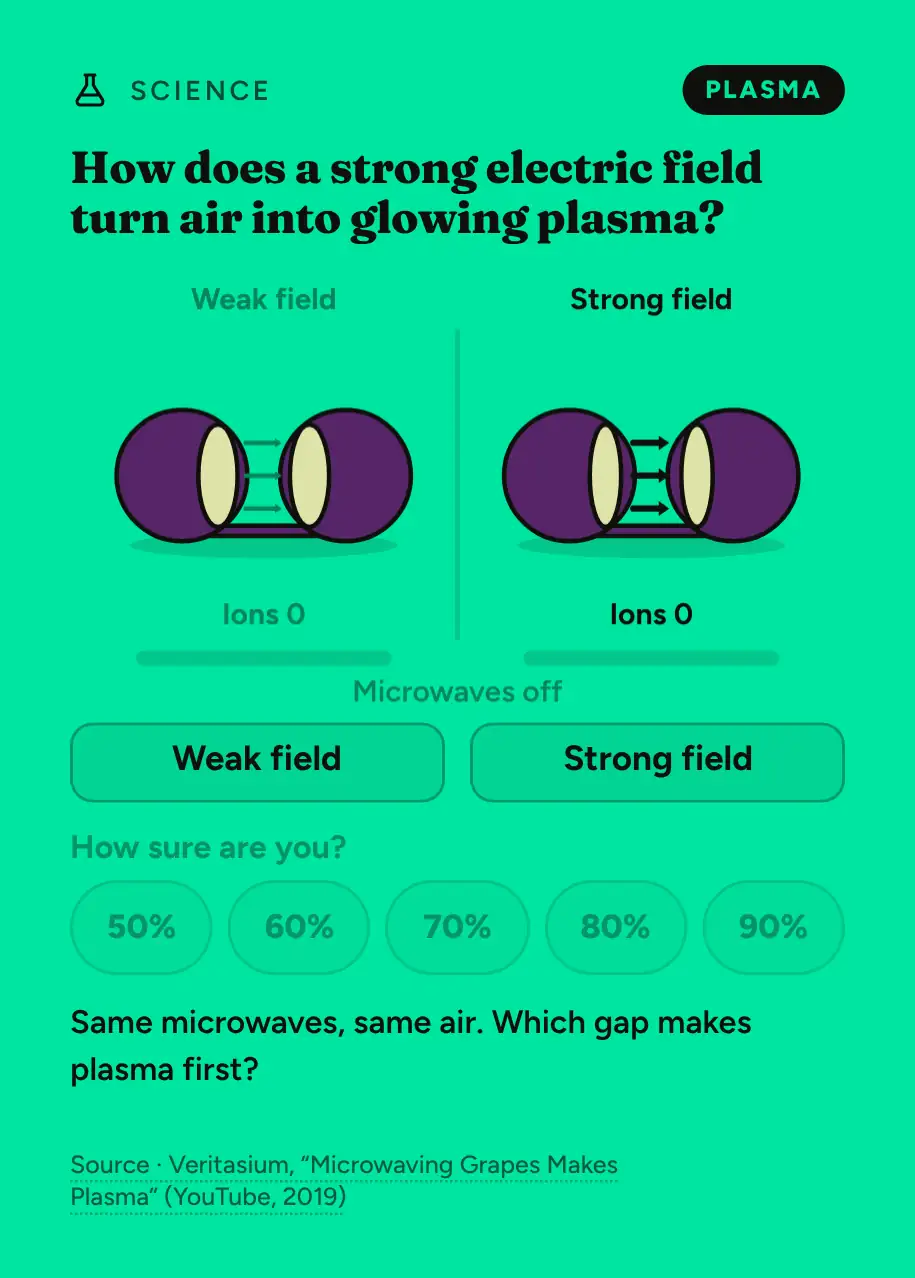 SCIENCE
PLASMA
How does a strong electric field
turn air into glowing plasma?
Weak field
Strong field
Ions 0
Ions 0
Microwaves off
Weak field
Strong field
How sure are you?
50%
60%
70%
80%
90%
Same microwaves, same air. Which gap makes
plasma first?
Source · Veritasium, “Microwaving Grapes Makes
Plasma” (YouTube, 2019)